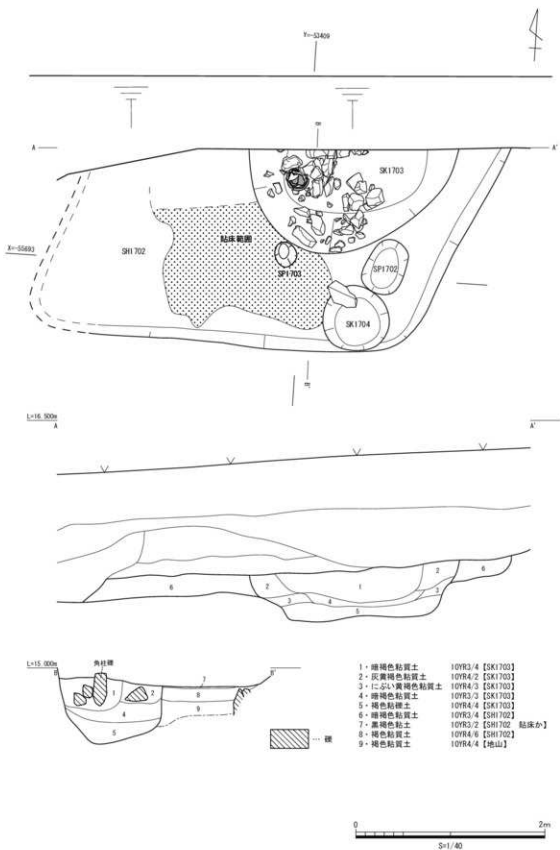 Y=-53409
A
B
A'
SK1703
SH1702
貼床範囲
X=-55693
SP1703
SP1702
SK1704
B'
L=16.500m
A
A'
2
6
6
2
1
3
4
3
5
L=15.000m
B
角柱礫
B'
7
1
2
8
4
9
5
… 礫
1・暗褐色粘質土 10YR3/4【SK1703】
2・灰黄褐色粘質土 10YR4/2【SK1703】
3・にぶい黄褐色粘質土 10YR4/3【SK1703】
4・暗褐色粘質土 10YR3/3【SK1703】
5・褐色粘礫土 10YR4/4【SK1703】
6・暗褐色粘質土 10YR3/4【SH1702】
7・黒褐色粘土 10YR3/2【SH1702 貼床か】
8・褐色粘質土 10YR4/6【SH1702】
9・褐色粘質土 10YR4/4【地山】
0
2m
S=1/40